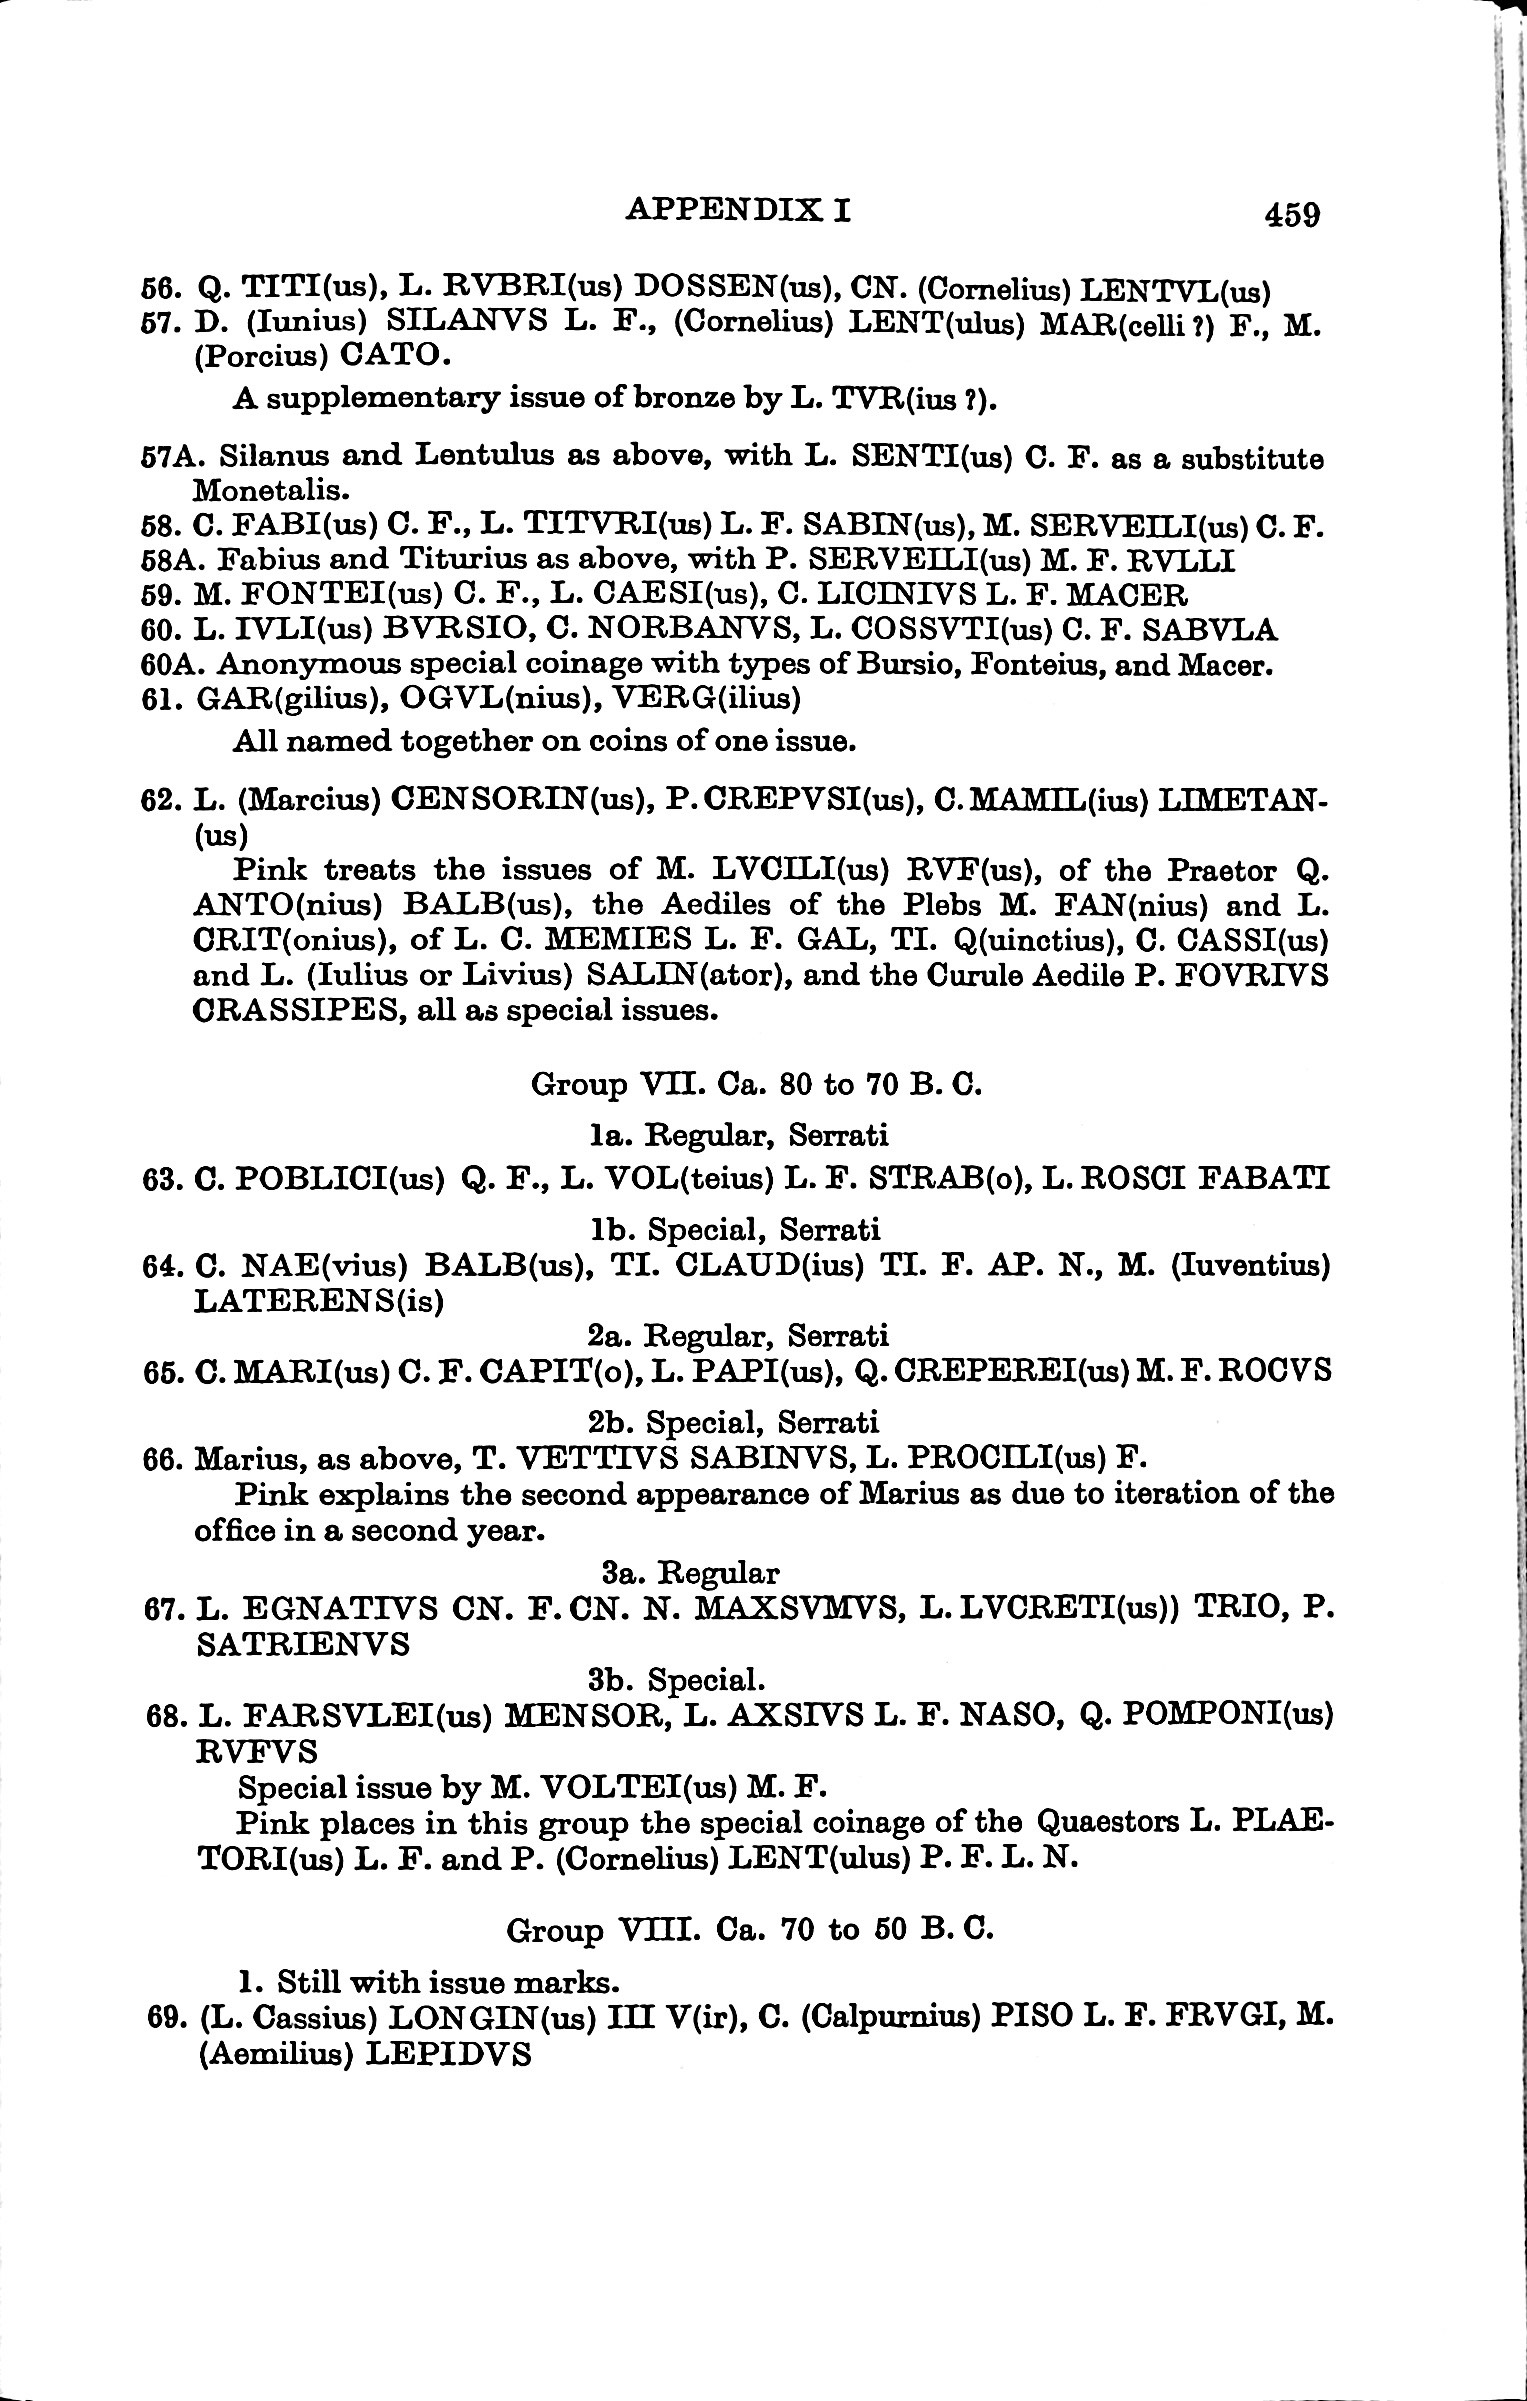 APPENDIX I 459
56. Q. TITI(us), L. RVBRI(us) DOSSEN(us), CN. (Cornelius) LENTVL(us)
57. D. (Iunius) SILANVS L. F., (Cornelius) LENT(ulus) MAR(celli ?) F., M.
(Porcius) CATO.
A supplementary issue of bronze by L. TVR(ius ?).
57A. Silanus and Lentulus as above, with L. SENTI(us) C. F. as a substitute
Monetalis.
58. C. FABI(us) C. F., L. TITVRI(us) L. F. SABIN(us), M. SERVEILI(us) C. F.
58A. Fabius and Titurius as above, with P. SERVEILI(us) M. F. RVLLI
59. M. FONTEI(us) C. F., L. CAESI(us), C. LICINIVS L. F. MACER
60. L. IVLI(us) BVRSIO, C. NORBANVS, L. COSSVTI(us) C. F. SABVLA
60A. Anonymous special coinage with types of Bursio, Fonteius, and Macer.
61. GAR(gilius), OGVL(nius), VERG(ilius)
All named together on coins of one issue.
62. L. (Marcius) CENSORIN(us), P. CREPVSI(us), C. MAMIL(ius) LIMETAN-
(us)
Pink treats the issues of M. LVCILI(us) RVF(us), of the Praetor Q.
ANTO(nius) BALB(us), the Aediles of the Plebs M. FAN(nius) and L.
CRIT(onius), of L. C. MEMIES L. F. GAL, TI. Q(uinctius), C. CASSI(us)
and L. (Iulius or Livius) SALIN(ator), and the Curule Aedile P. FOVRIVS
CRASSIPES, all as special issues.
Group VII. Ca. 80 to 70 B. C.
1a. Regular, Serrati
63. C. POBLICI(us) Q. F., L. VOL(teius) L. F. STRAB(o), L. ROSCI FABATI
1b. Special, Serrati
64. C. NAE(vius) BALB(us), TI. CLAUD(ius) TI. F. AP. N., M. (Iuventius)
LATERENS(is)
2a. Regular, Serrati
65. C. MARI(us) C. F. CAPIT(o), L. PAPI(us), Q. CREPEREI(us) M. F. ROCVS
2b. Special, Serrati
66. Marius, as above, T. VETTIVS SABINVS, L. PROCILI(us) F.
Pink explains the second appearance of Marius as due to iteration of the
office in a second year.
3a. Regular
67. L. EGNATIVS CN. F. CN. N. MAXSVMVS, L. LVCRETI(us)) TRIO, P.
SATRIENVS
3b. Special.
68. L. FARSVLEI(us) MENSOR, L. AXSIVS L. F. NASO, Q. POMPONI(us)
RVFVS
Special issue by M. VOLTEI(us) M. F.
Pink places in this group the special coinage of the Quaestors L. PLAE-
TORI(us) L. F. and P. (Cornelius) LENT(ulus) P. F. L. N.
Group VIII. Ca. 70 to 50 B. C.
1. Still with issue marks.
69. (L. Cassius) LONGIN(us) III V(ir), C. (Calpurnius) PISO L. F. FRVGI, M.
(Aemilius) LEPIDVS